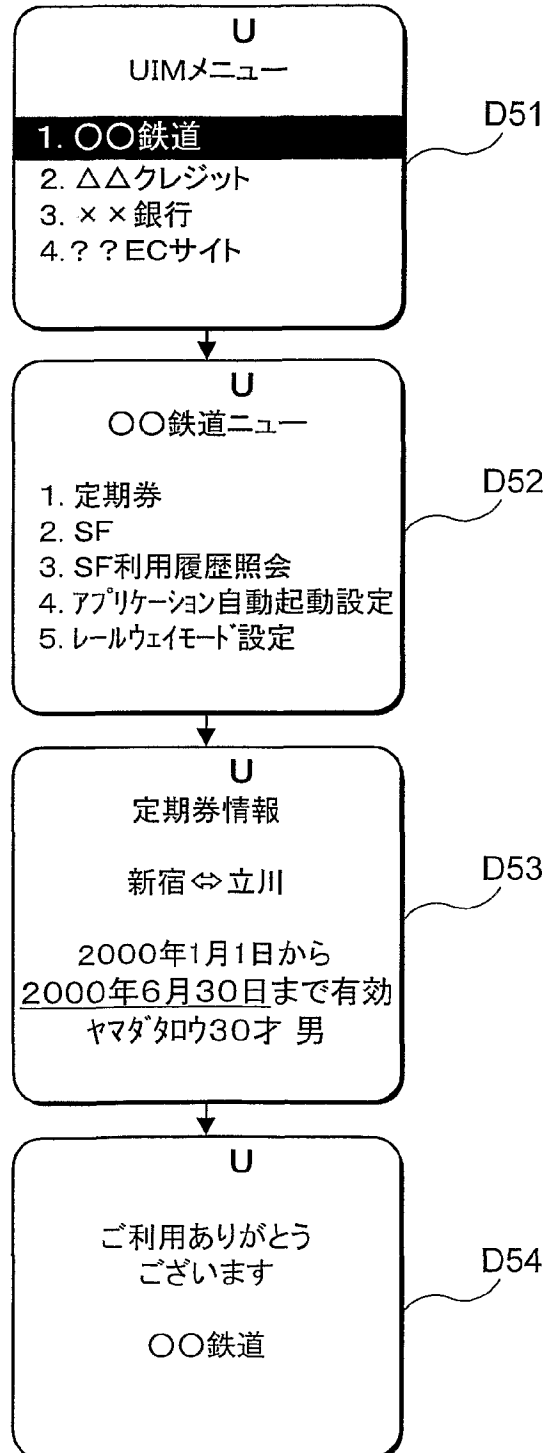 U
UIMメニュー
1. 〇〇鉄道
2. △△クレジット
3. ××銀行
4.??ECサイト
D51
U
〇〇鉄道ニュー
1. 定期券
2. SF
3. SF利用履歴照会
4. アプリケーション自動起動設定
5. レールウェイモード設定
D52
U
定期券情報
新宿⇔立川
2000年1月1日から
2000年6月30日まで有効
ヤマダタロウ30才 男
D53
U
ご利用ありがとう
ございます
〇〇鉄道
D54